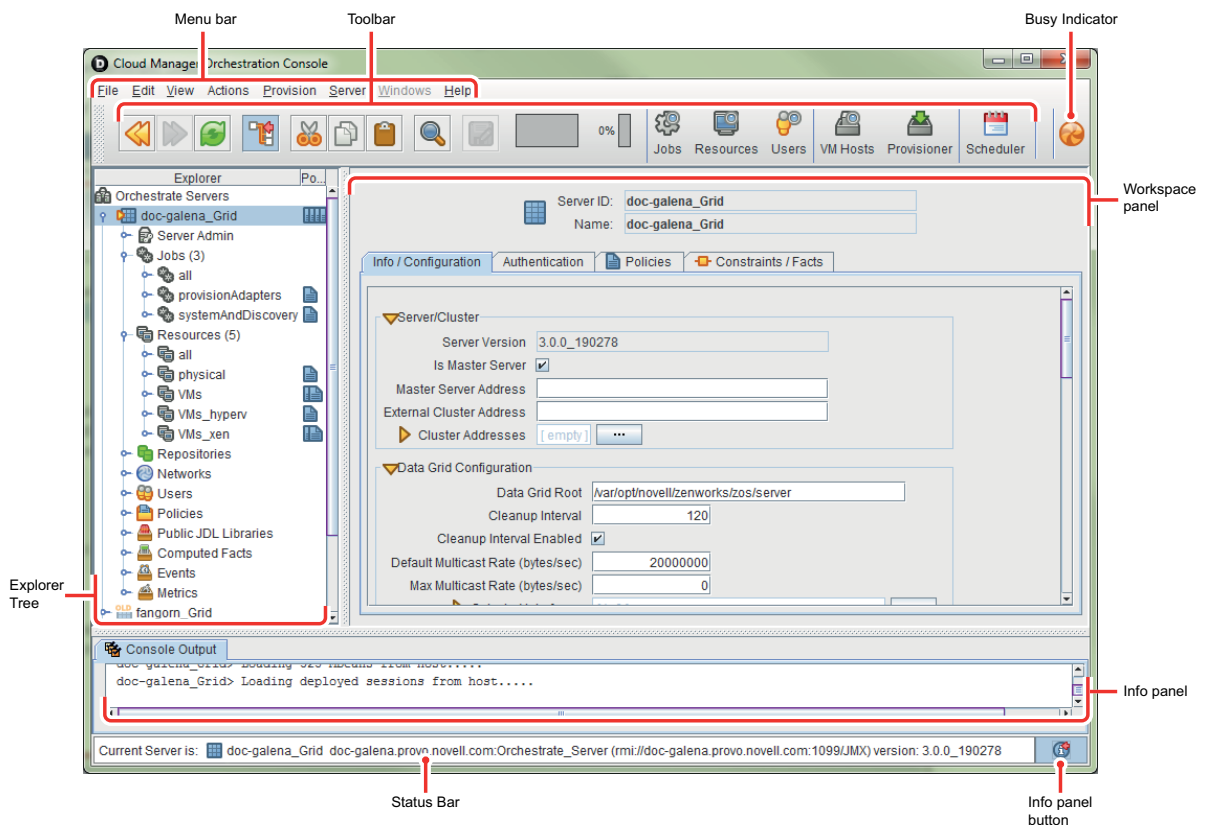 Menu bar
Toolbar
Busy Indicator
Cloud Manager Orchestration Console
File Edit View Actions Provision Server Windows Help
0%
Jobs Resources Users VM Hosts Provisioner Scheduler
Explorer Po...
Orchestrate Servers
doc-galena_Grid
Server Admin
Jobs (3)
all
provisionAdapters
systemAndDiscovery
Resources (5)
all
physical
VMs
VMs_hyperv
VMs_xen
Repositories
Networks
Users
Policies
Public JDL Libraries
Computed Facts
Events
Metrics
OLD
fangorn_Grid
Explorer
Tree
Workspace
panel
Server ID: doc-galena_Grid
Name: doc-galena_Grid
Info / Configuration Authentication Policies Constraints / Facts
Server/Cluster
Server Version 3.0.0_190278
Is Master Server
Master Server Address
External Cluster Address
Cluster Addresses [ empty ] ...
Data Grid Configuration
Data Grid Root /var/opt/novell/zenworks/zos/server
Cleanup Interval 120
Cleanup Interval Enabled
Default Multicast Rate (bytes/sec) 20000000
Max Multicast Rate (bytes/sec) 0
Console Output
doc-galena_Grid> Loading deployed sessions from host.....
Info panel
Current Server is: doc-galena_Grid doc-galena.provo.novell.com:Orchestrate_Server (rmi://doc-galena.provo.novell.com:1099/JMX) version: 3.0.0_190278
Status Bar
Info panel
button